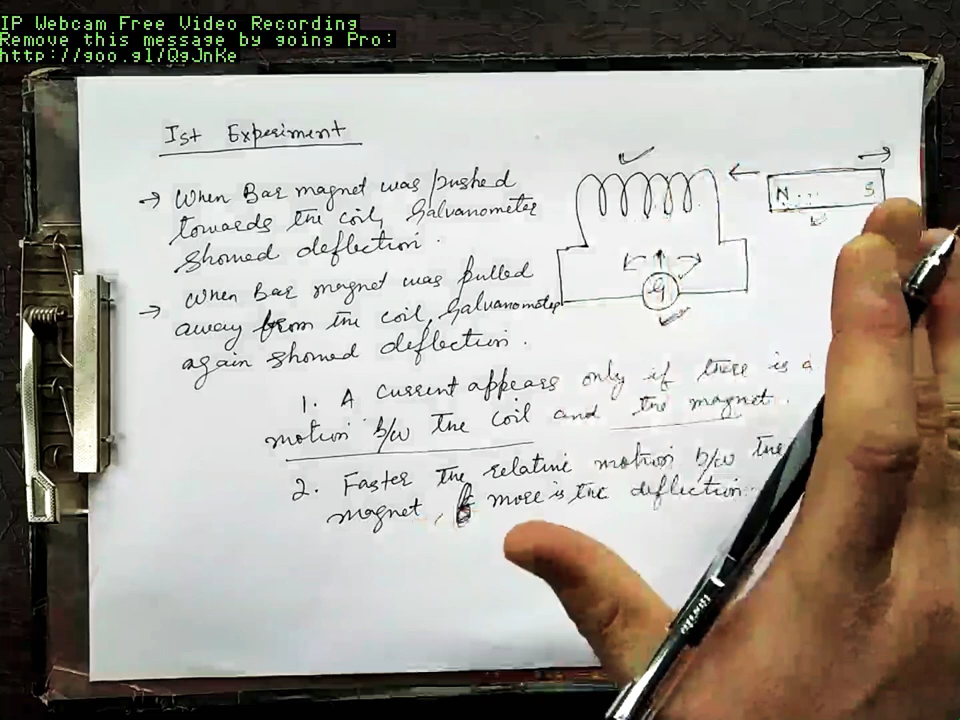 IP Webcam Free Video Recording
Remove this message by going Pro:
http://goo.gl/QgJnKe
Ist Experiment
→ When Bar magnet was pushed
towards the coil, Galvanometer
showed deflection.
→ When Bar magnet was pulled
away from the coil, Galvanometer
again showed deflection.
N... S
G
1. A current appears only if there is a
motion b/w the coil and the magnet.
2. Faster the relative motion b/w the
magnet, more is the deflection.